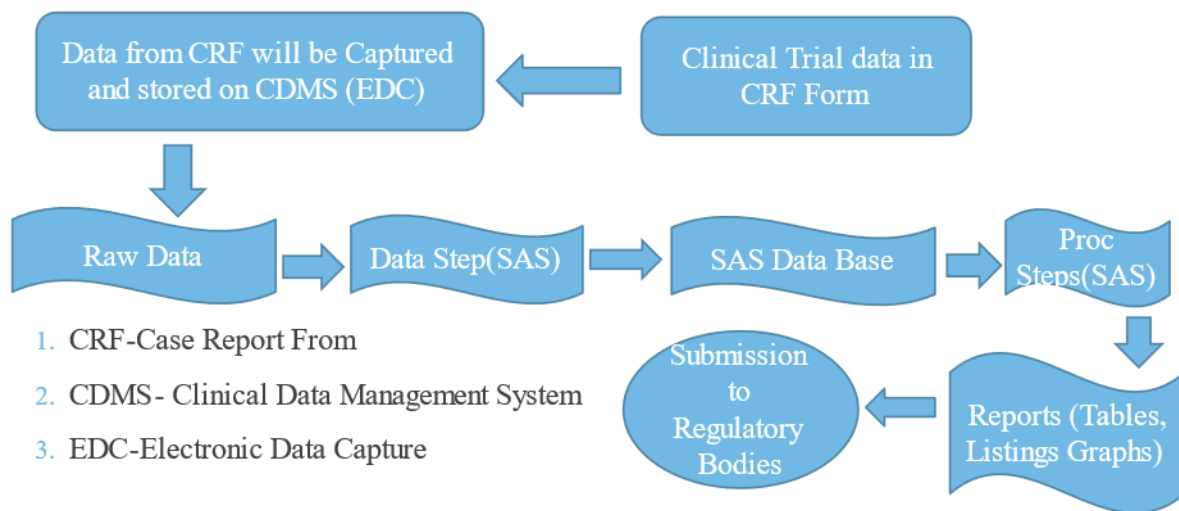 Data from CRF will be Captured
and stored on CDMS (EDC)
Clinical Trial data in
CRF Form
Raw Data
Data Step(SAS)
SAS Data Base
Proc
Steps(SAS)
1. CRF-Case Report From
2. CDMS- Clinical Data Management System
3. EDC-Electronic Data Capture
Submission
to
Regulatory
Bodies
Reports (Tables,
Listings Graphs)